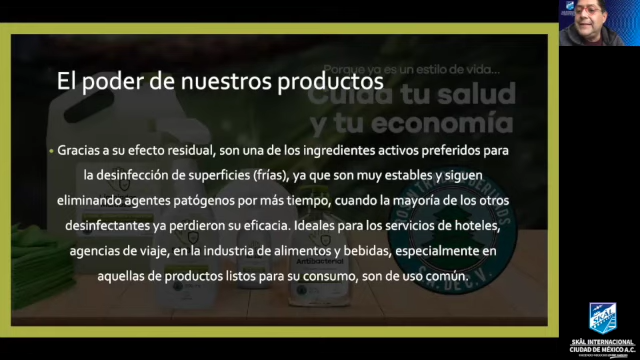 El poder de nuestros productos
Porque ya es un estilo de vida...
Cuida tu salud
y tu economía
• Gracias a su efecto residual, son una de los ingredientes activos preferidos para
la desinfección de superficies (frías), ya que son muy estables y siguen
eliminando agentes patógenos por más tiempo, cuando la mayoría de los otros
desinfectantes ya perdieron su eficacia. Ideales para los servicios de hoteles,
agencias de viaje, en la industria de alimentos y bebidas, especialmente en
aquellas de productos listos para su consumo, son de uso común.
Antibacterial
SKÅL
SKÅL INTERNACIONAL
CIUDAD DE MÉXICO A.C.